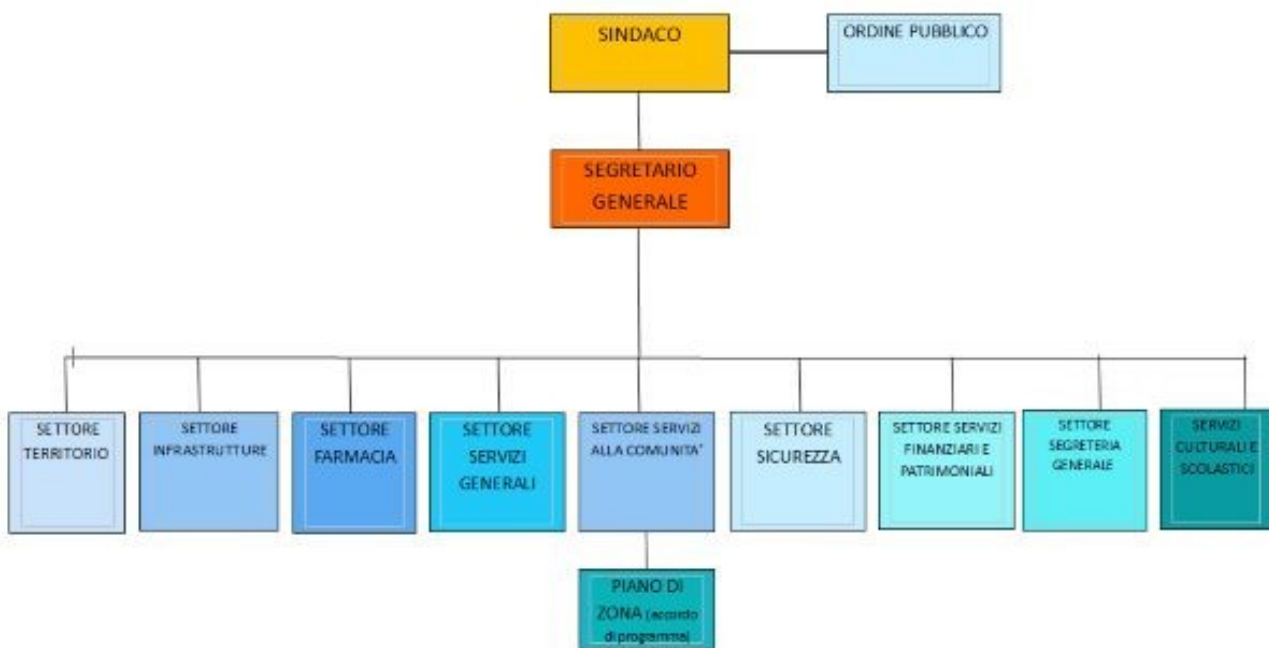 SINDACO
ORDINE PUBBLICO
SEGRETARIO
GENERALE
SETTORE
TERRITORIO
SETTORE
INFRASTRUTTURE
SETTORE
FARMACIA
SETTORE
SERVIZI
GENERALI
SETTORE SERVIZI
ALLA COMUNITA'
SETTORE
SICUREZZA
SETTORE SERVIZI
FINANZIARI E
PATRIMONIALI
SETTORE
SEGRETERIA
GENERALE
SERVIZI
CULTURALI E
SCOLASTICI
PIANO DI
ZONA (accordo
di programma)